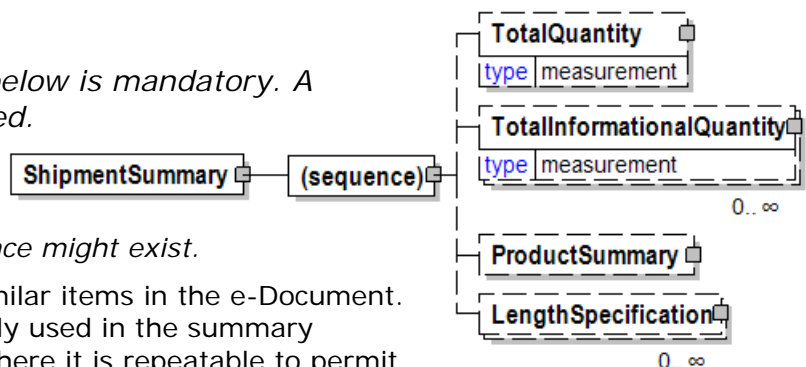 TotalQuantity
type measurement
below is mandatory. A
ed.
TotalInformationalQuantity
type measurement
ShipmentSummary
(sequence)
0.. ∞
nce might exist.
ProductSummary
milar items in the e-Document.
ly used in the summary
LengthSpecification
here it is repeatable to permit
0.. ∞